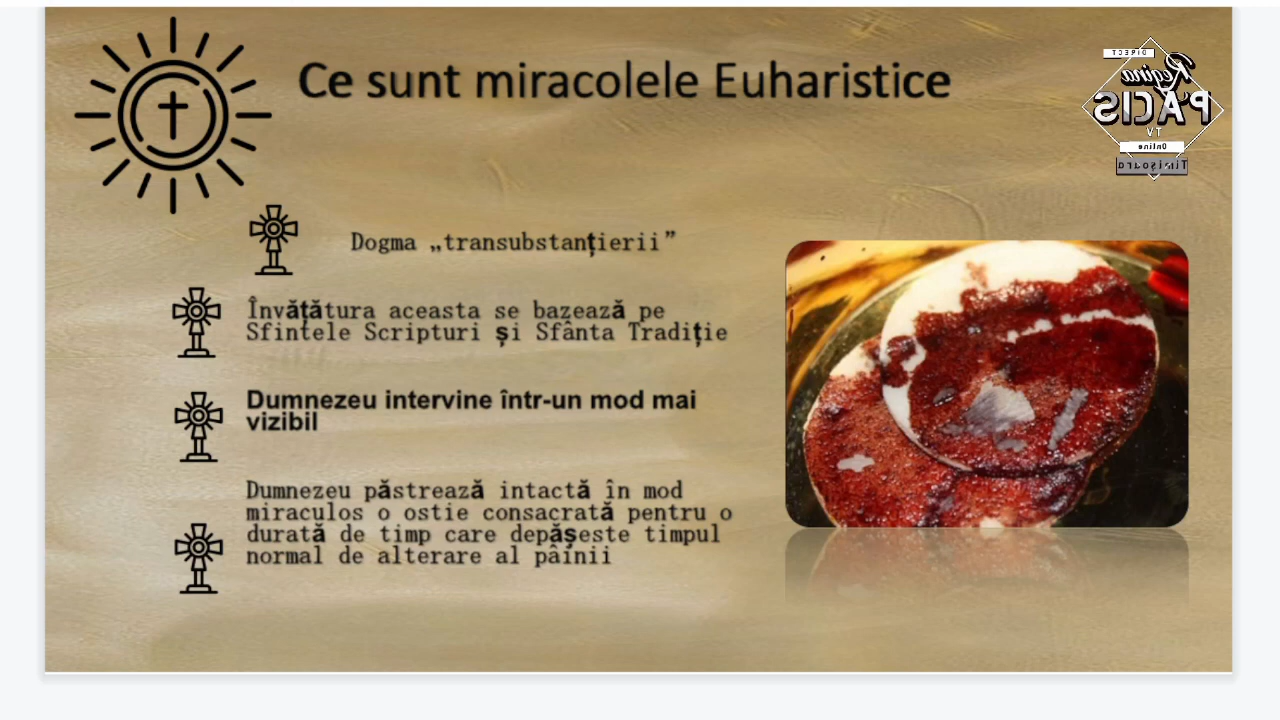 Ce sunt miracolele Euharistice
DIRECT
Regina
PACIS
TV
Online
Timișoara
Dogma „transubstanțierii”
Învățătura aceasta se bazează pe
Sfintele Scripturi și Sfânta Tradiție
Dumnezeu intervine într-un mod mai
vizibil
Dumnezeu păstrează intactă în mod
miraculos o ostie consacrată pentru o
durată de timp care depășeste timpul
normal de alterare al pâinii